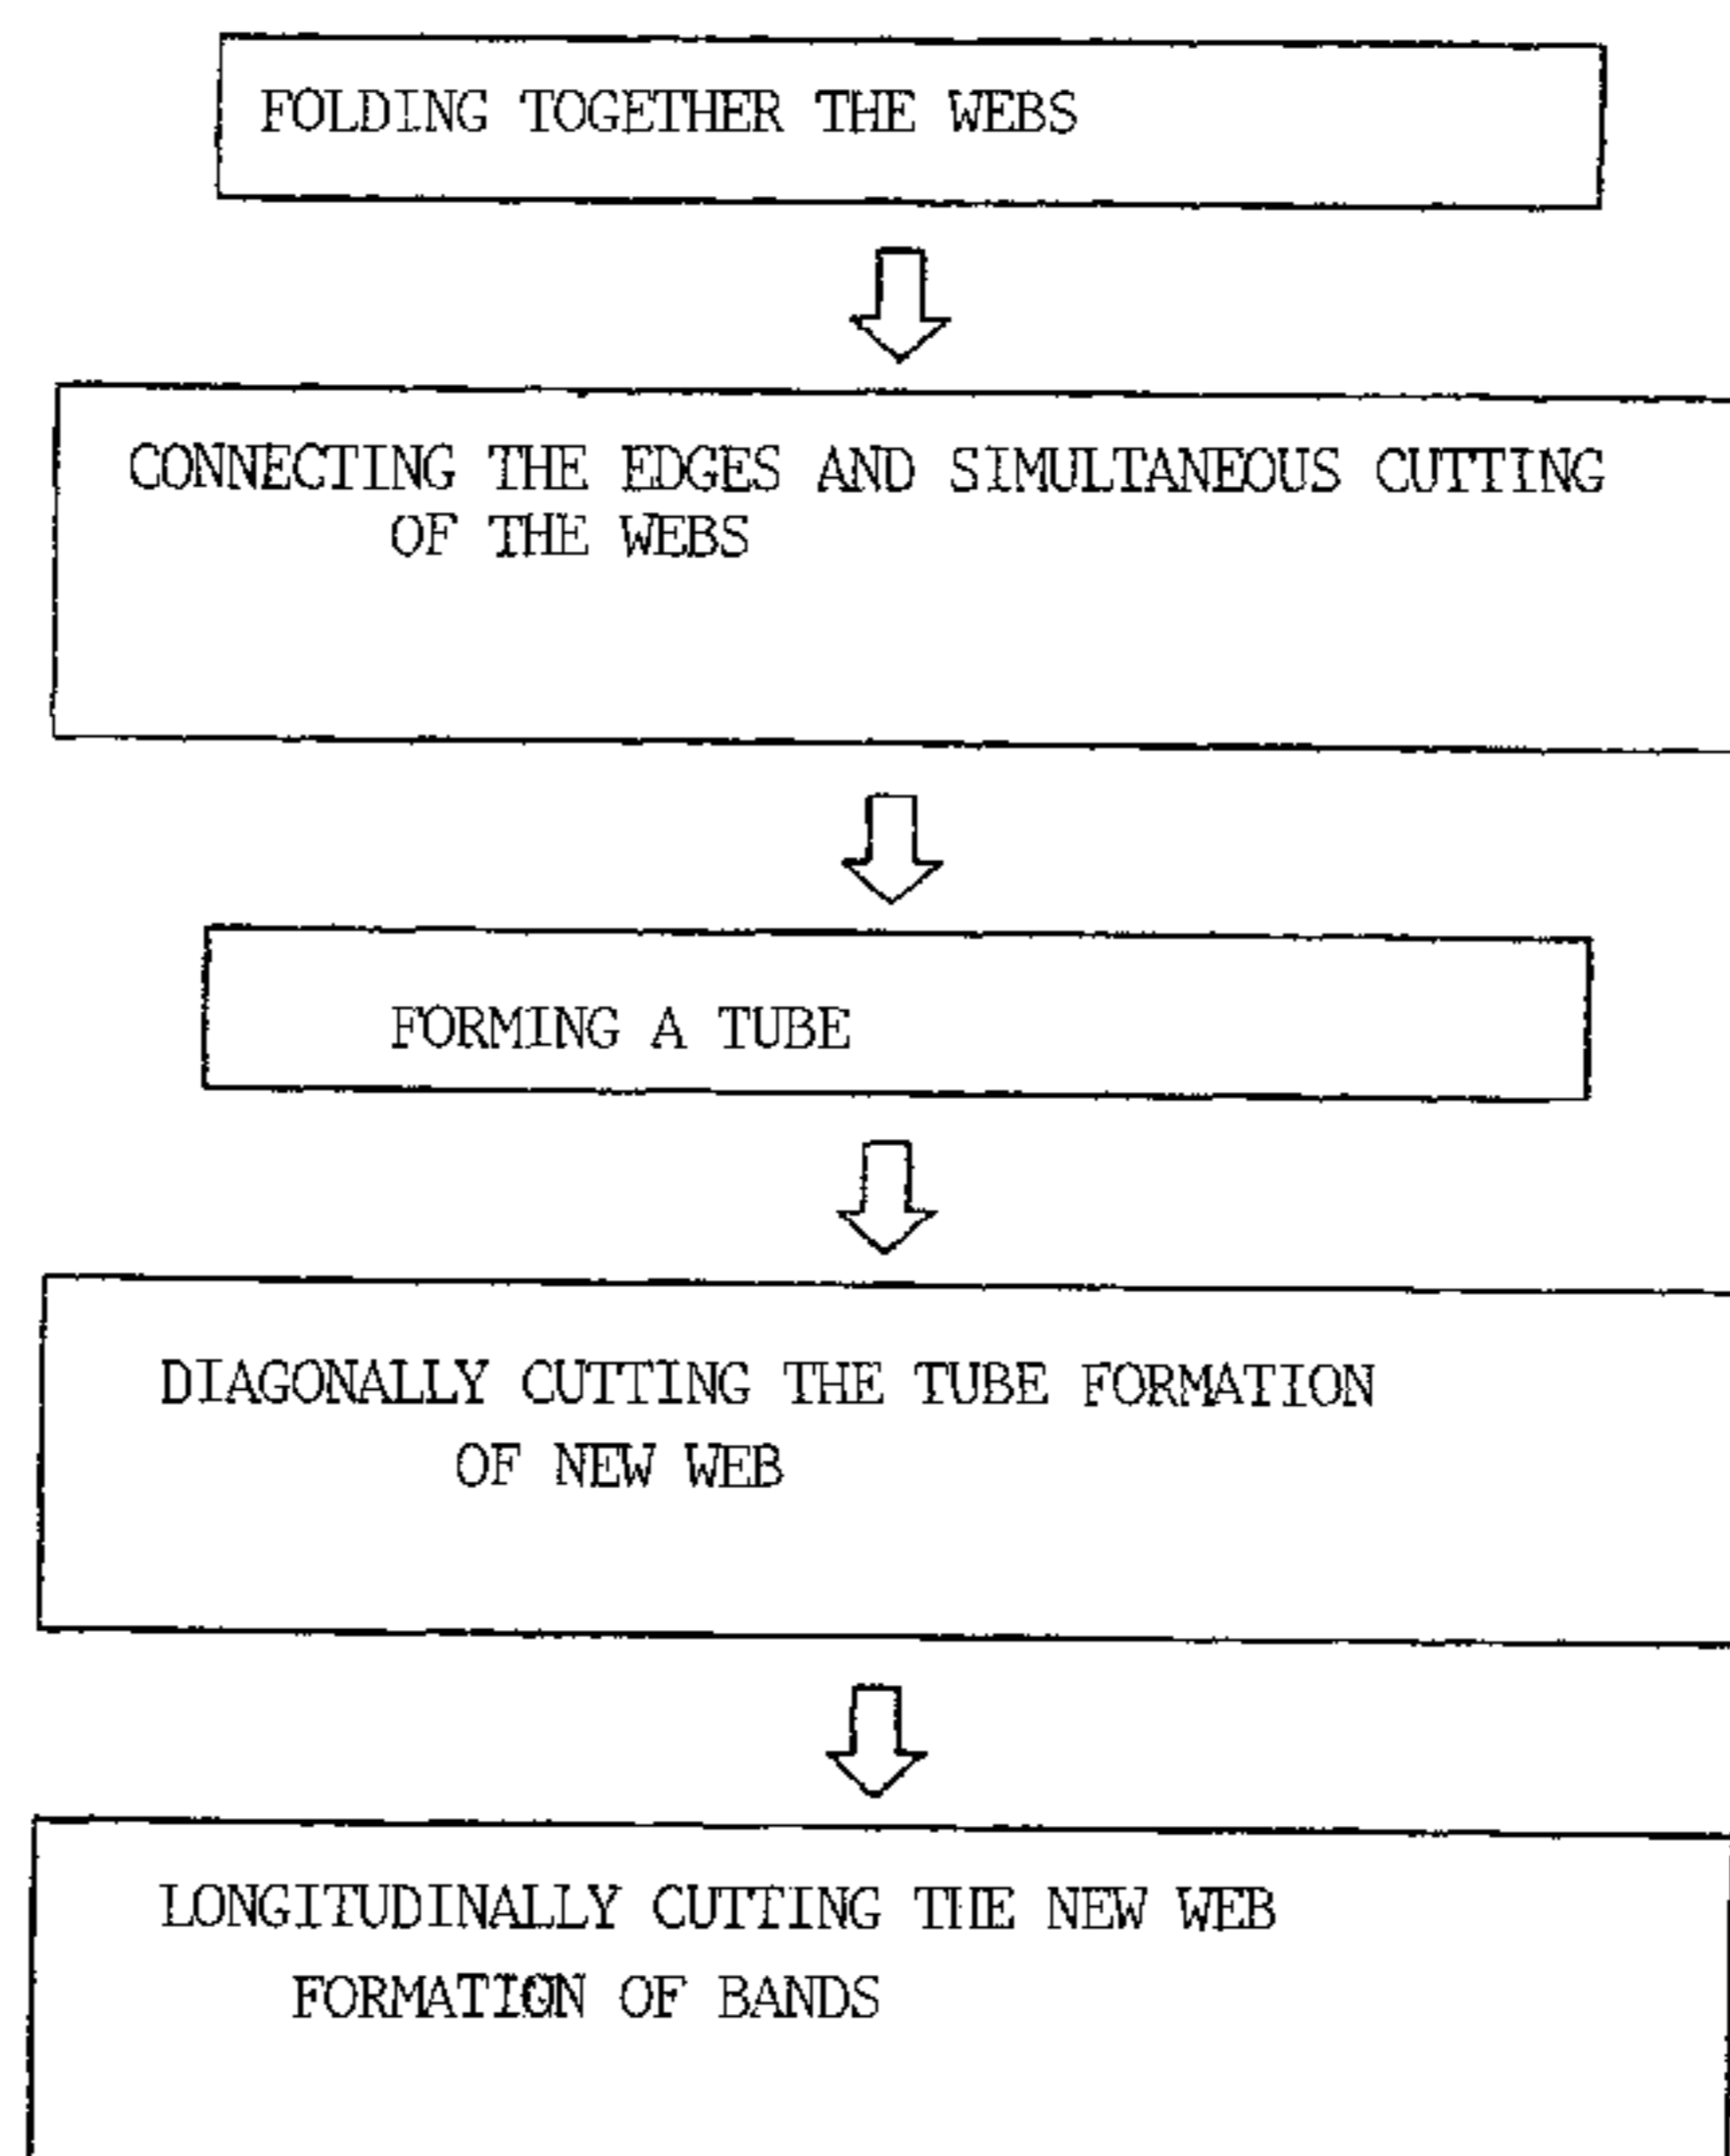 FOLDING TOGETHER THE WEBS
CONNECTING THE EDGES AND SIMULTANEOUS CUTTING
OF THE WEBS
FORMING A TUBE
DIAGONALLY CUTTING THE TUBE FORMATION
OF NEW WEB
LONGITUDINALLY CUTTING THE NEW WEB
FORMATION OF BANDS